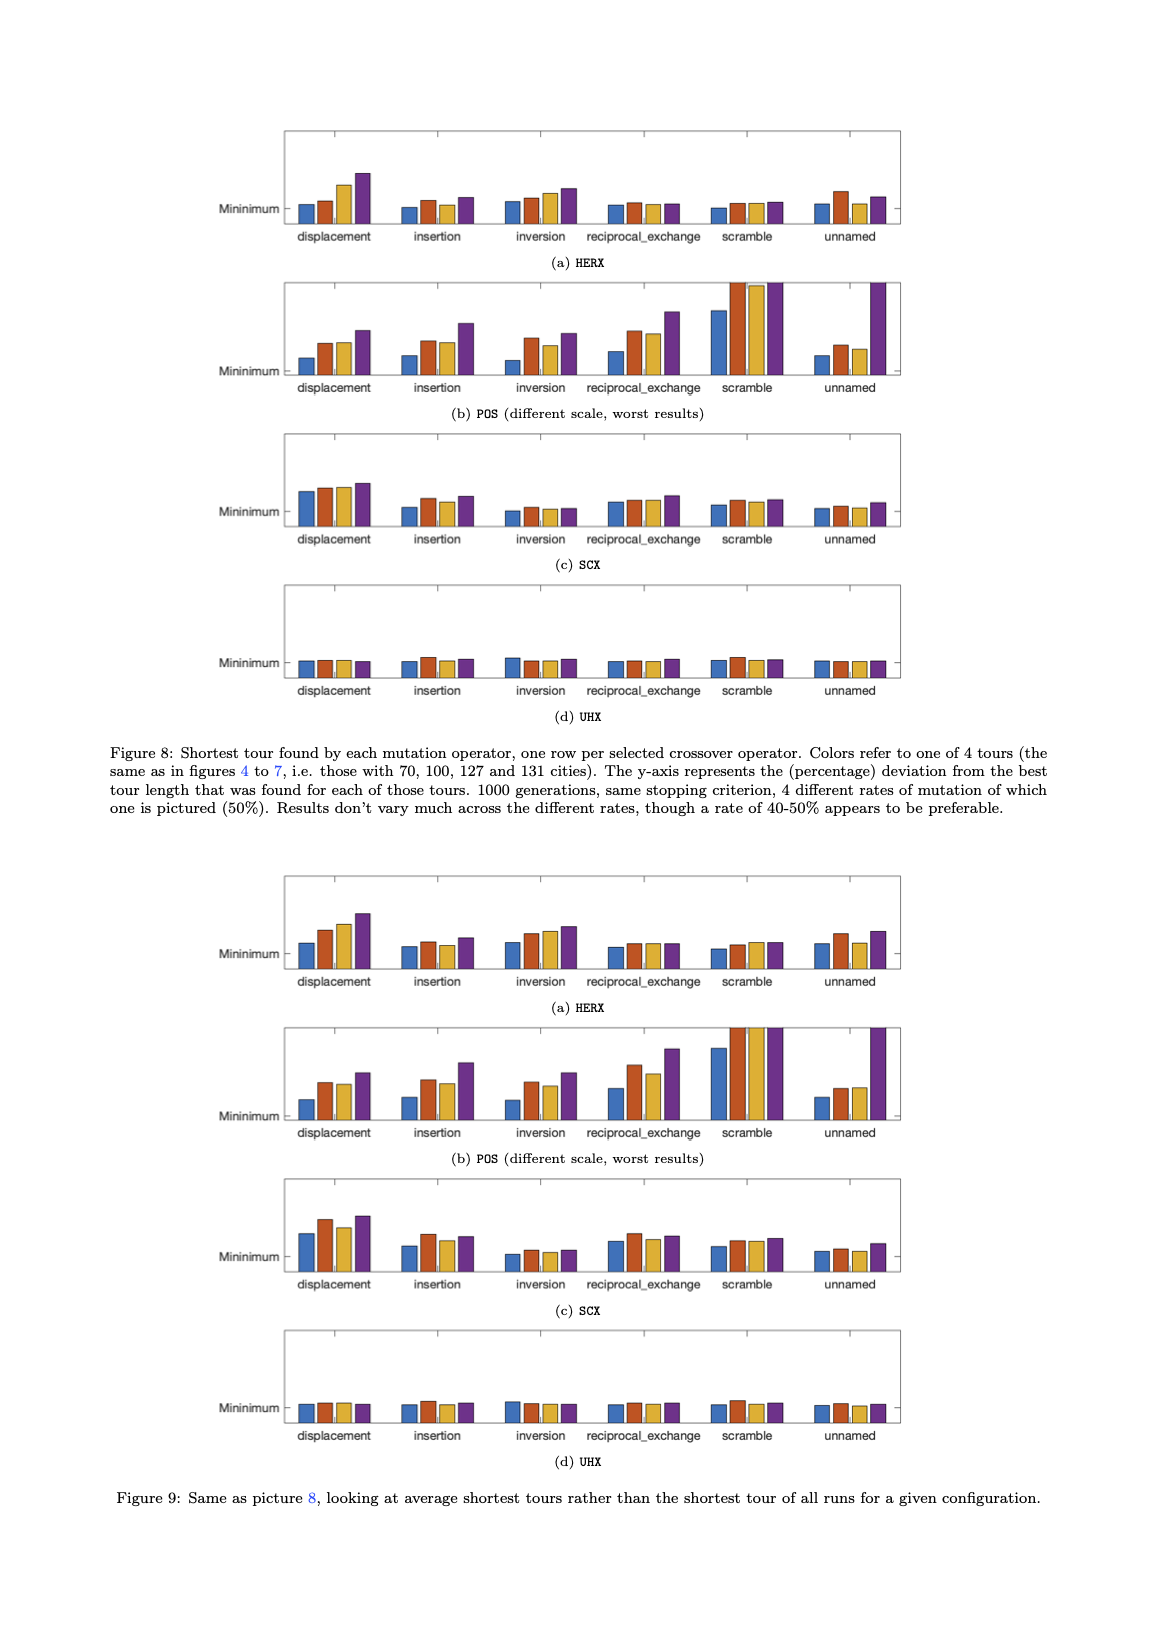 Mininimum
displacement insertion inversion reciprocal_exchange scramble unnamed
(a) HERX
Mininimum
displacement insertion inversion reciprocal_exchange scramble unnamed
(b) POS (different scale, worst results)
Mininimum
displacement insertion inversion reciprocal_exchange scramble unnamed
(c) SCX
Mininimum
displacement insertion inversion reciprocal_exchange scramble unnamed
(d) UHX
Figure 8: Shortest tour found by each mutation operator, one row per selected crossover operator. Colors refer to one of 4 tours (the
same as in figures 4 to 7, i.e. those with 70, 100, 127 and 131 cities). The y-axis represents the (percentage) deviation from the best
tour length that was found for each of those tours. 1000 generations, same stopping criterion, 4 different rates of mutation of which
one is pictured (50%). Results don't vary much across the different rates, though a rate of 40-50% appears to be preferable.
Mininimum
displacement insertion inversion reciprocal_exchange scramble unnamed
(a) HERX
Mininimum
displacement insertion inversion reciprocal_exchange scramble unnamed
(b) POS (different scale, worst results)
Mininimum
displacement insertion inversion reciprocal_exchange scramble unnamed
(c) SCX
Mininimum
displacement insertion inversion reciprocal_exchange scramble unnamed
(d) UHX
Figure 9: Same as picture 8, looking at average shortest tours rather than the shortest tour of all runs for a given configuration.